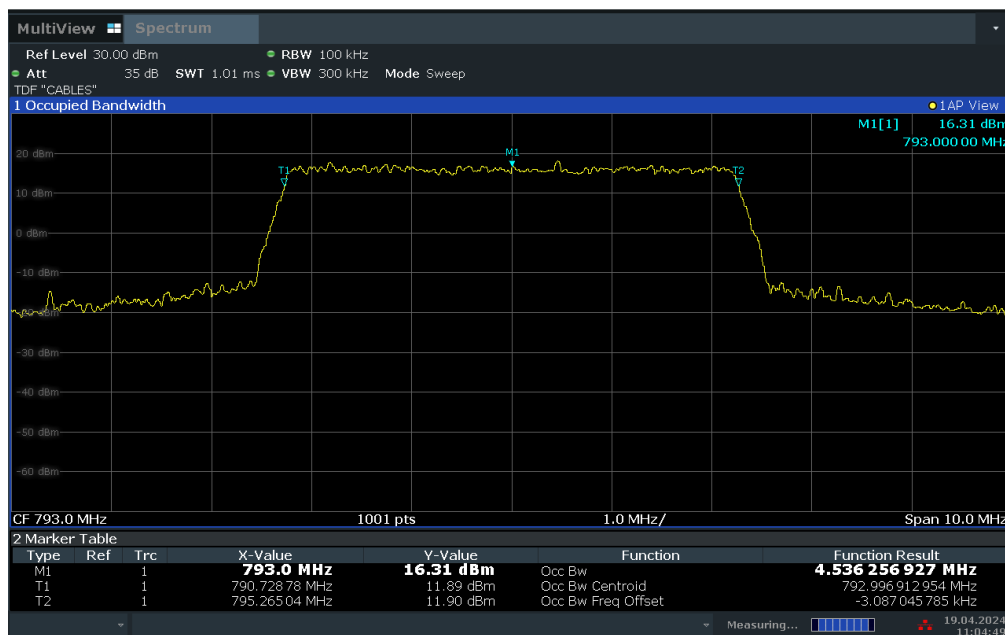 MultiView Spectrum
Ref Level 30.00 dBm RBW 100 kHz
Att 35 dB SWT 1.01 ms VBW 300 kHz Mode Sweep
TDF "CABLES"
1 Occupied Bandwidth 1AP View
M1[1] 16.31 dBm
793.000 00 MHz
M1
20 dBm
T1 T2
10 dBm
0 dBm
-10 dBm
-20 dBm
-30 dBm
-40 dBm
-50 dBm
-60 dBm
CF 793.0 MHz 1001 pts 1.0 MHz/ Span 10.0 MHz
2 Marker Table
Type Ref Trc X-Value Y-Value Function Function Result
M1 1 793.0 MHz 16.31 dBm Occ Bw 4.536 256 927 MHz
T1 1 790.728 78 MHz 11.89 dBm Occ Bw Centroid 792.996 912 954 MHz
T2 1 795.265 04 MHz 11.90 dBm Occ Bw Freq Offset -3.087 045 785 kHz
Measuring... 19.04.2024
11:04:49